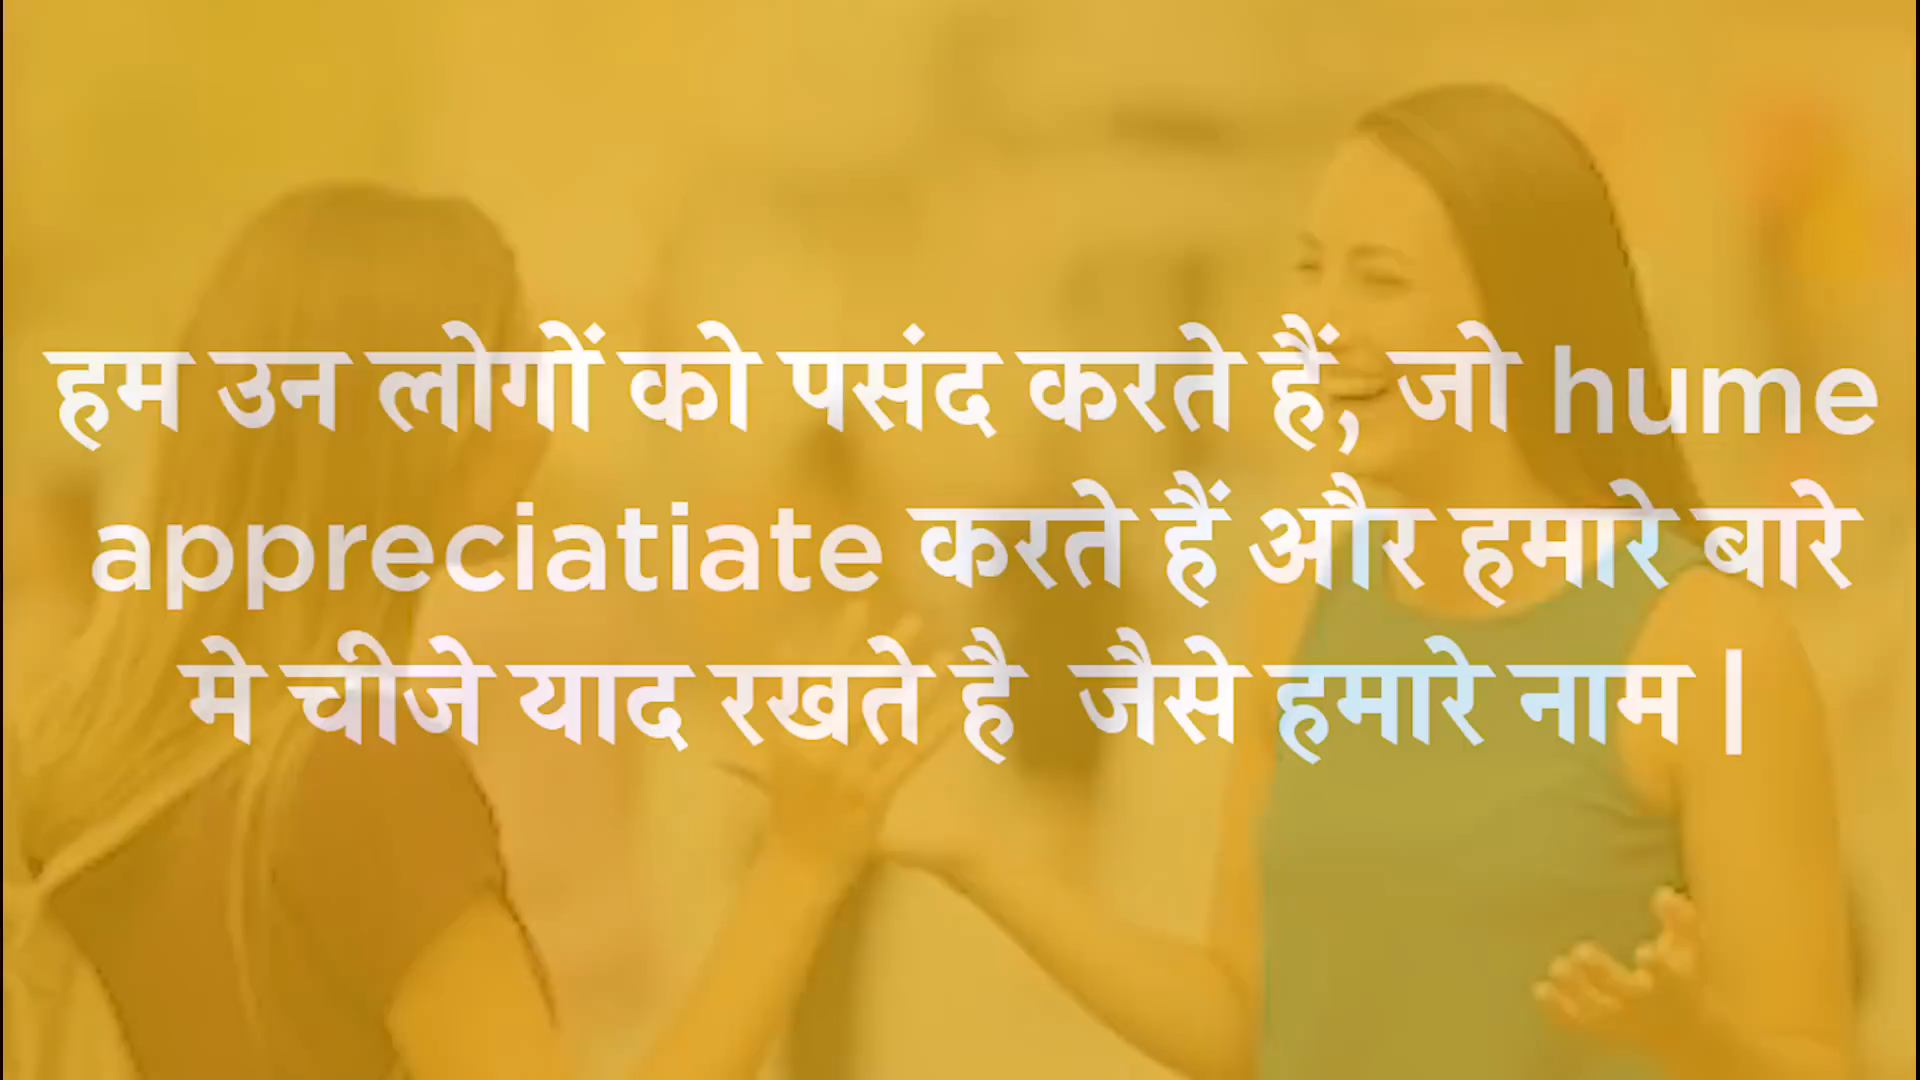 हम उन लोगों को पसंद करते हैं, जो hume
appreciatiate करते हैं और हमारे बारे
मे चीजे याद रखते है  जैसे हमारे नाम |